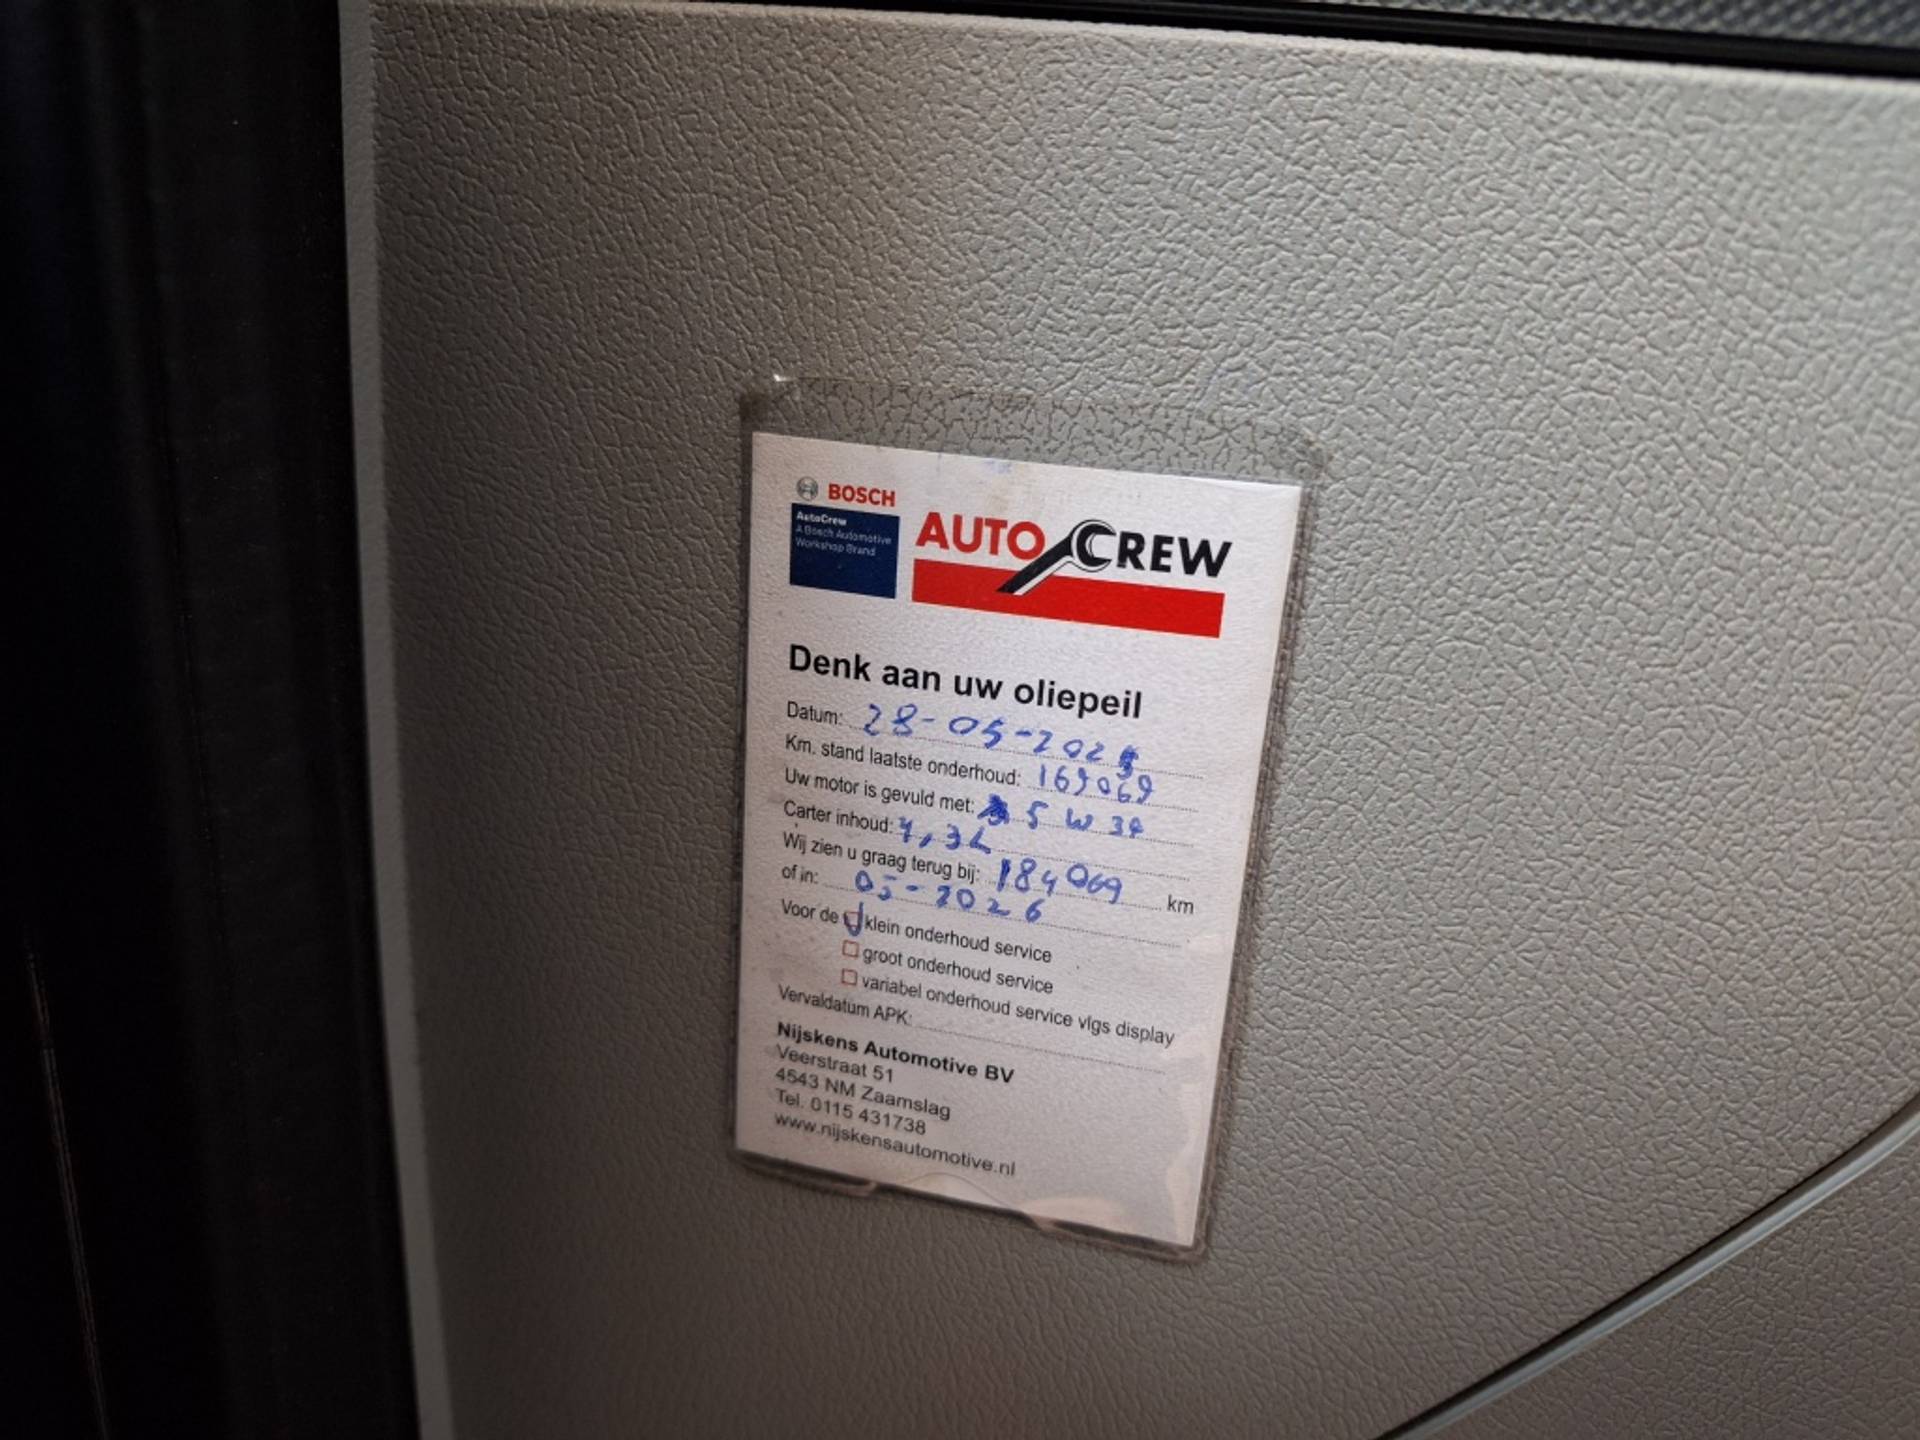 BOSCH
AutoCrew
A Bosch Automotive
Workshop Brand
AUTO CREW
Denk aan uw oliepeil
Datum: 28-05-2025
Km. stand laatste onderhoud: 169069
Uw motor is gevuld met: 5 W 30
Carter inhoud: 4,3L
Wij zien u graag terug bij: 184069 km
of in: 05-2026
Voor de klein onderhoud service
groot onderhoud service
variabel onderhoud service vlgs display
Vervaldatum APK:
Nijskens Automotive BV
Veerstraat 51
4543 NM Zaamslag
Tel. 0115 431738
www.nijskensautomotive.nl